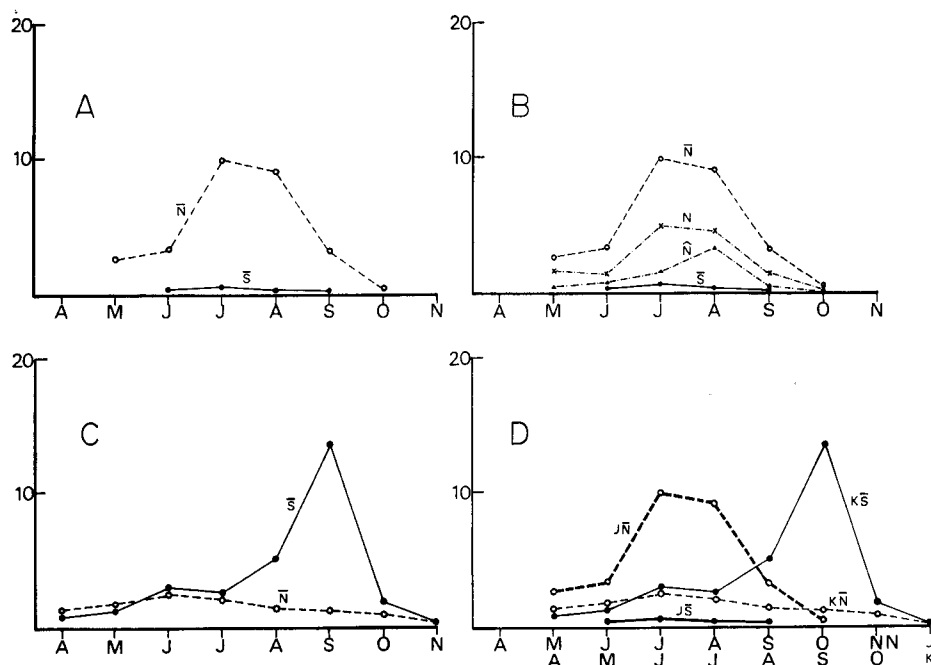 20
10
A
N̄
S̄
A M J J A S O N
20
10
B
N̄
N
N̂
S̄
A M J J A S O N
20
10
C
S̄
N̄
A M J J A S O N
20
10
D
JN̄
KS̄
KN̄
JS̄
A M J J A S O N N J
A M J J A S O K